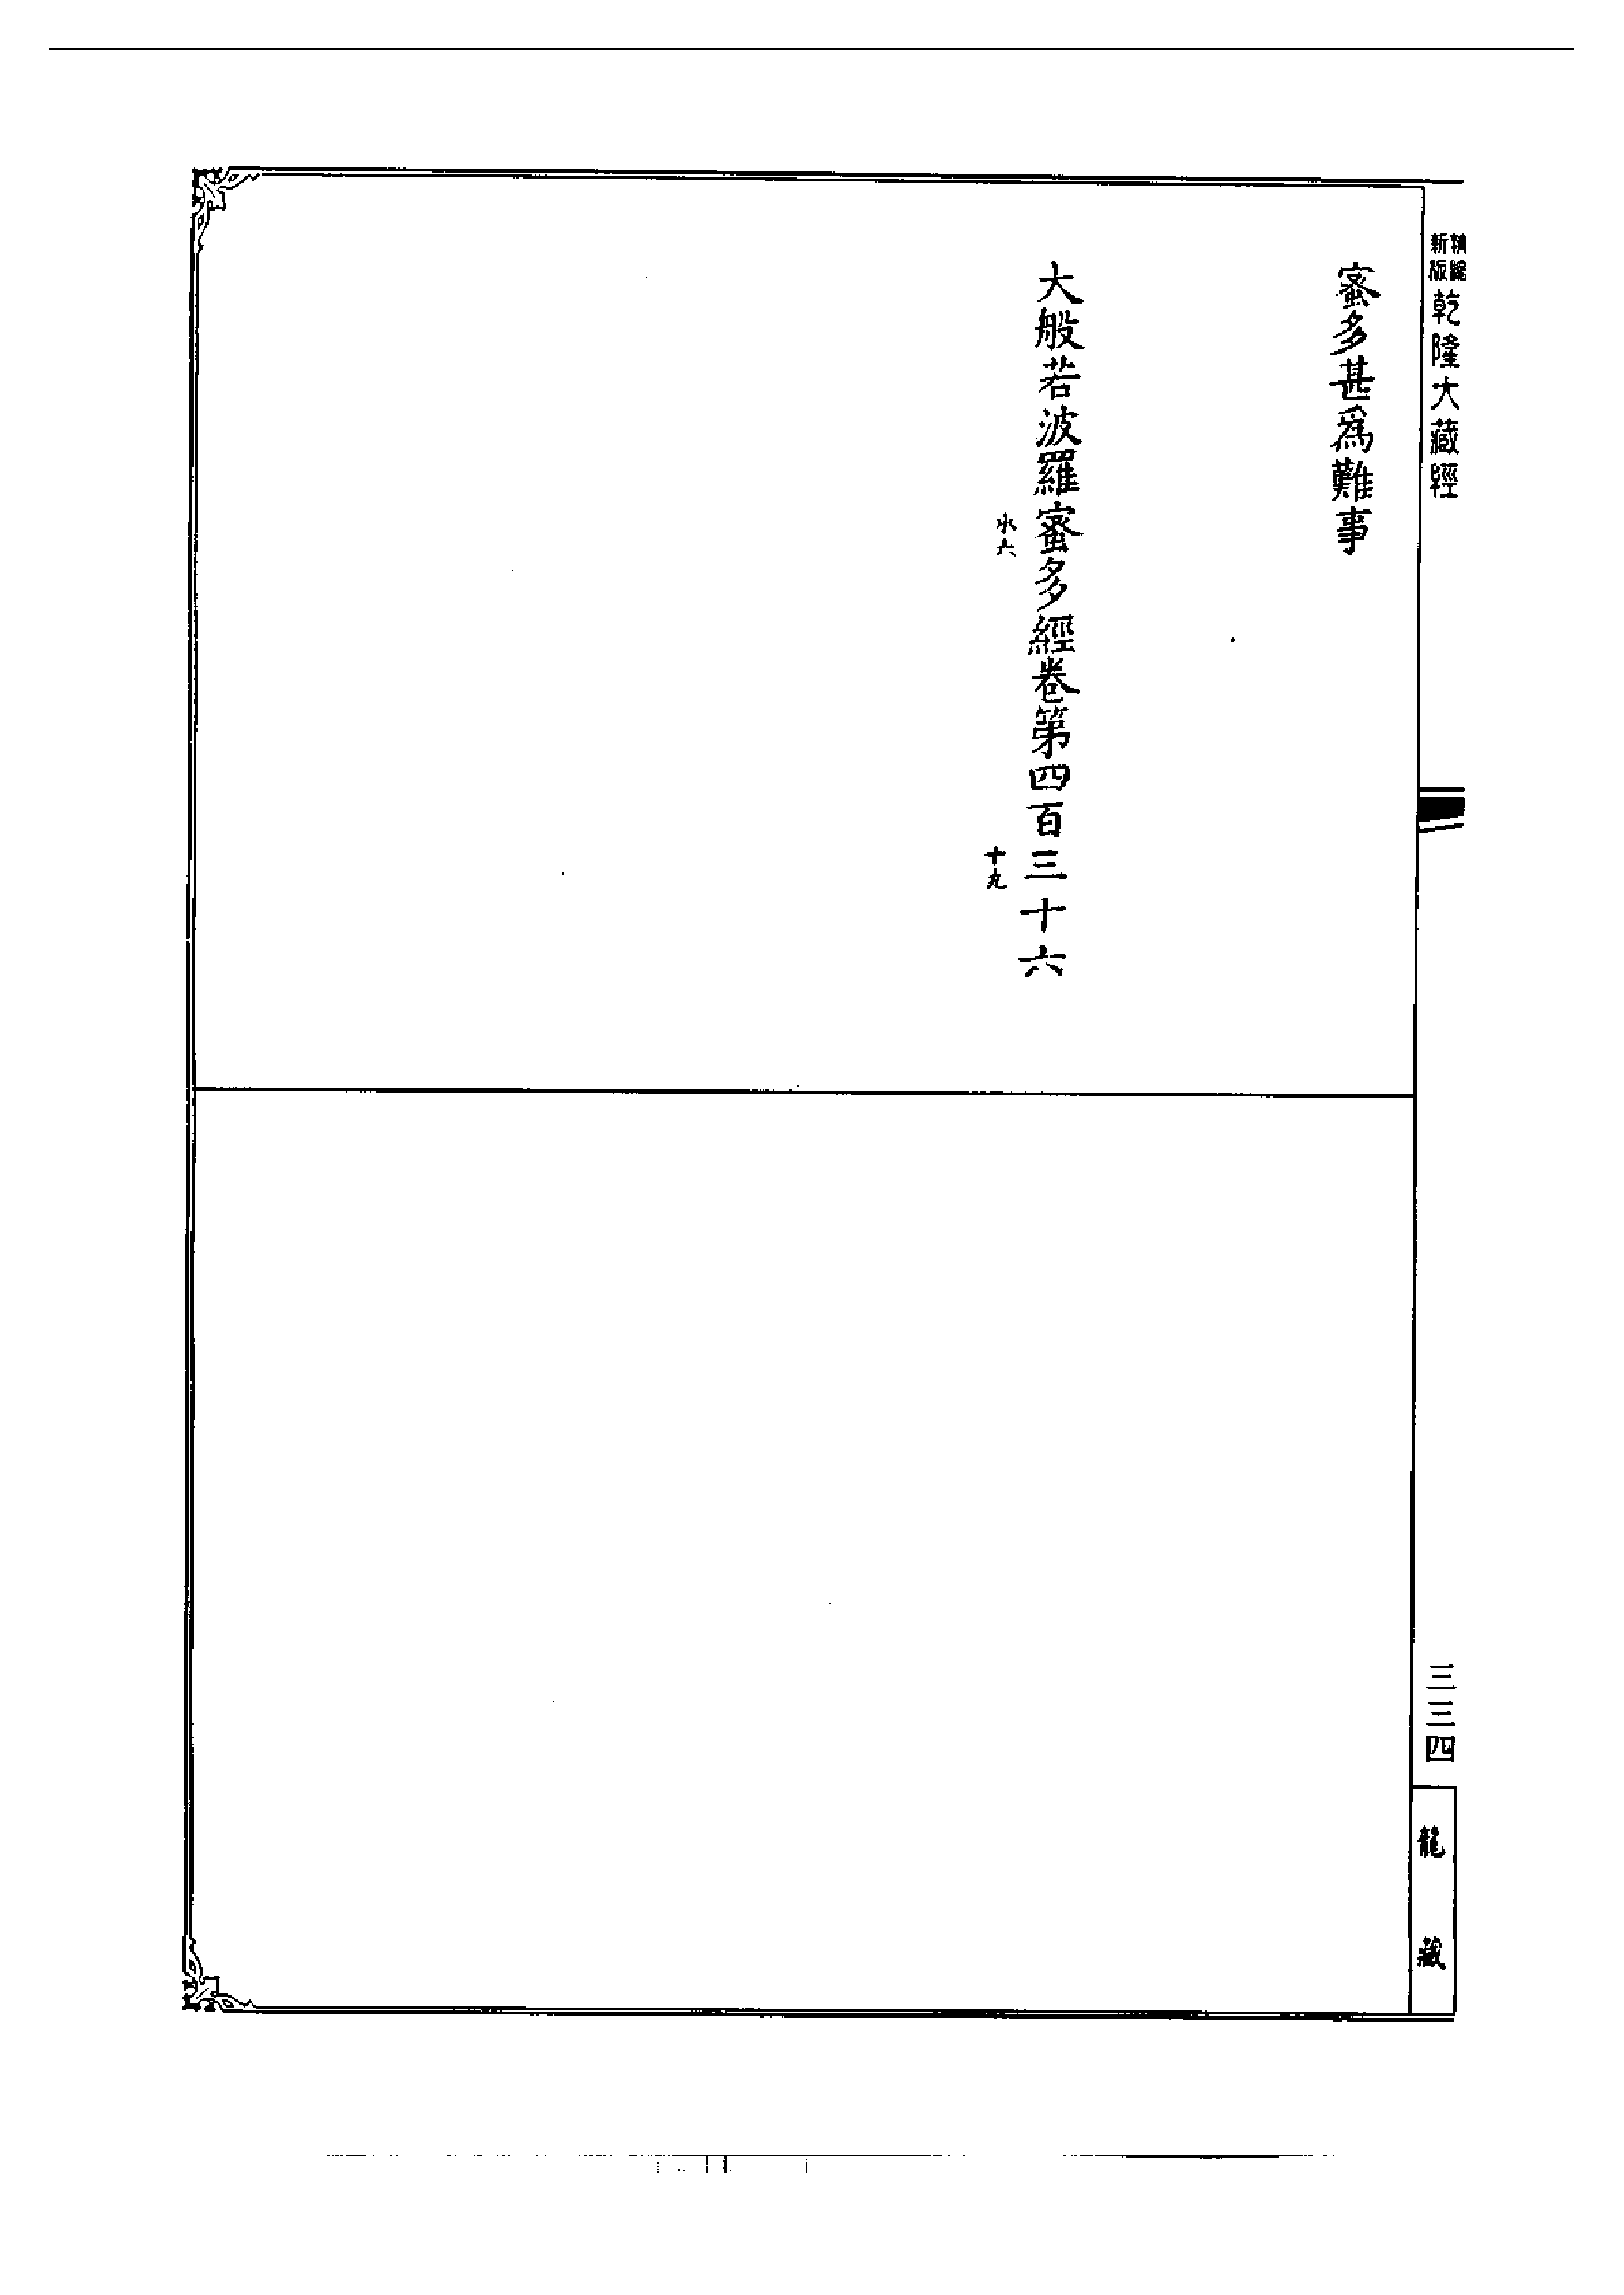 精編
新版
乾隆大藏經
蜜多甚爲難事
大般若波羅蜜多經卷第四百三十六
水六
十九
三三四
龍藏